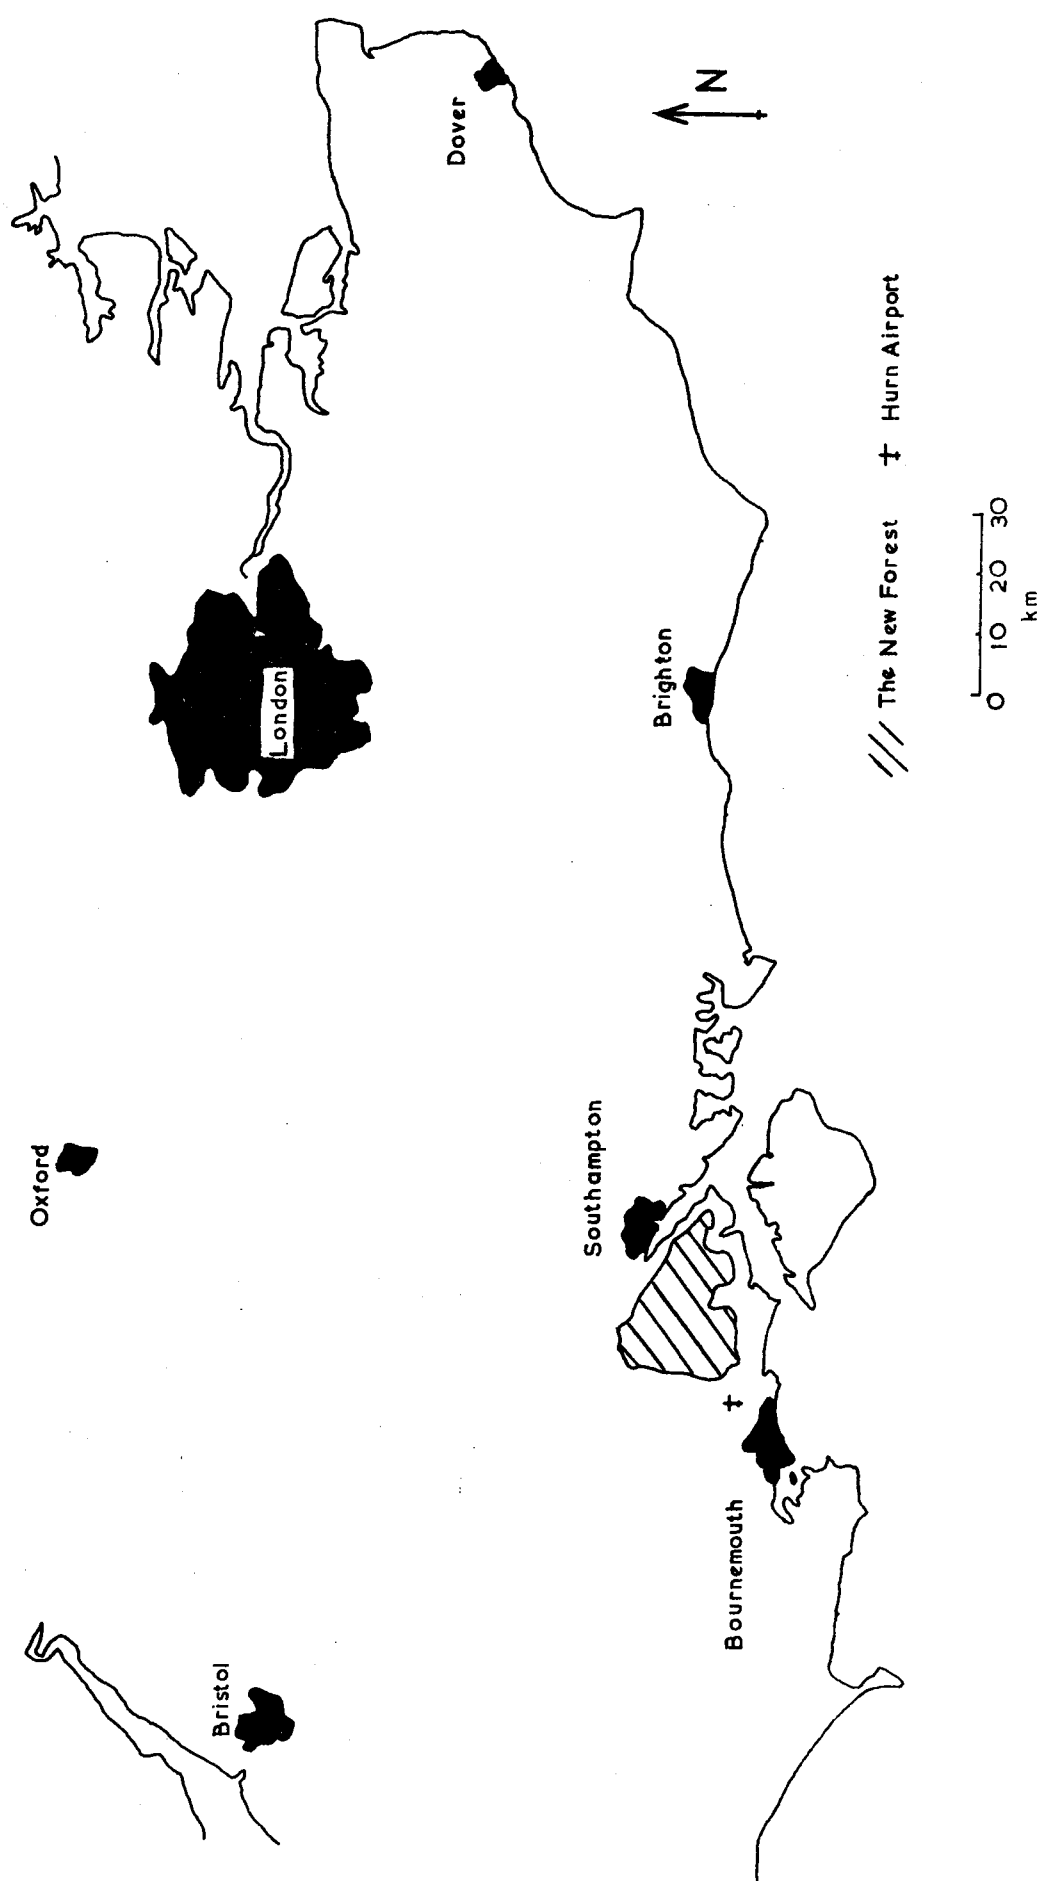 Oxford
Bristol
London
Dover
N
Southampton
Brighton
Bournemouth
The New Forest
Hurn Airport
0 10 20 30
km